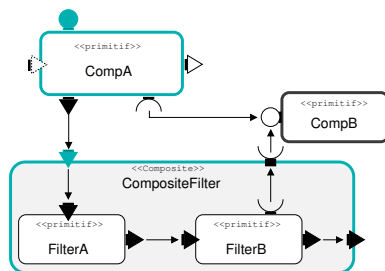 <<primitif>>
CompA
<<primitif>>
CompB
<<Composite>>
CompositeFilter
<<primitif>>
FilterA
<<primitif>>
FilterB